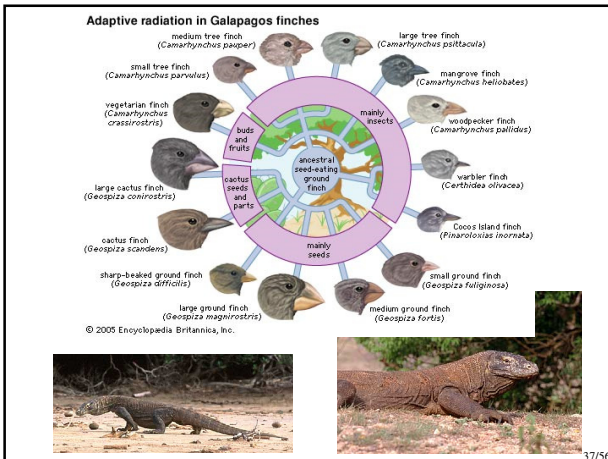 Adaptive radiation in Galapagos finches
medium tree finch
(Camarhynchus pauper)
large tree finch
(Camarhynchus psittacula)
small tree finch
(Camarhynchus parvulus)
mangrove finch
(Camarhynchus heliobates)
vegetarian finch
(Camarhynchus
crassirostris)
woodpecker finch
(Camarhynchus pallidus)
buds
and
fruits
mainly
insects
ancestral
seed-eating
ground
finch
warbler finch
(Certhidea olivacea)
large cactus finch
(Geospiza conirostris)
cactus
seeds
and
parts
Cocos Island finch
(Pinaroloxias inornata)
cactus finch
(Geospiza scandens)
mainly
seeds
sharp-beaked ground finch
(Geospiza difficilis)
small ground finch
(Geospiza fuliginosa)
large ground finch
(Geospiza magnirostris)
medium ground finch
(Geospiza fortis)
© 2005 Encyclopædia Britannica, Inc.
37/56